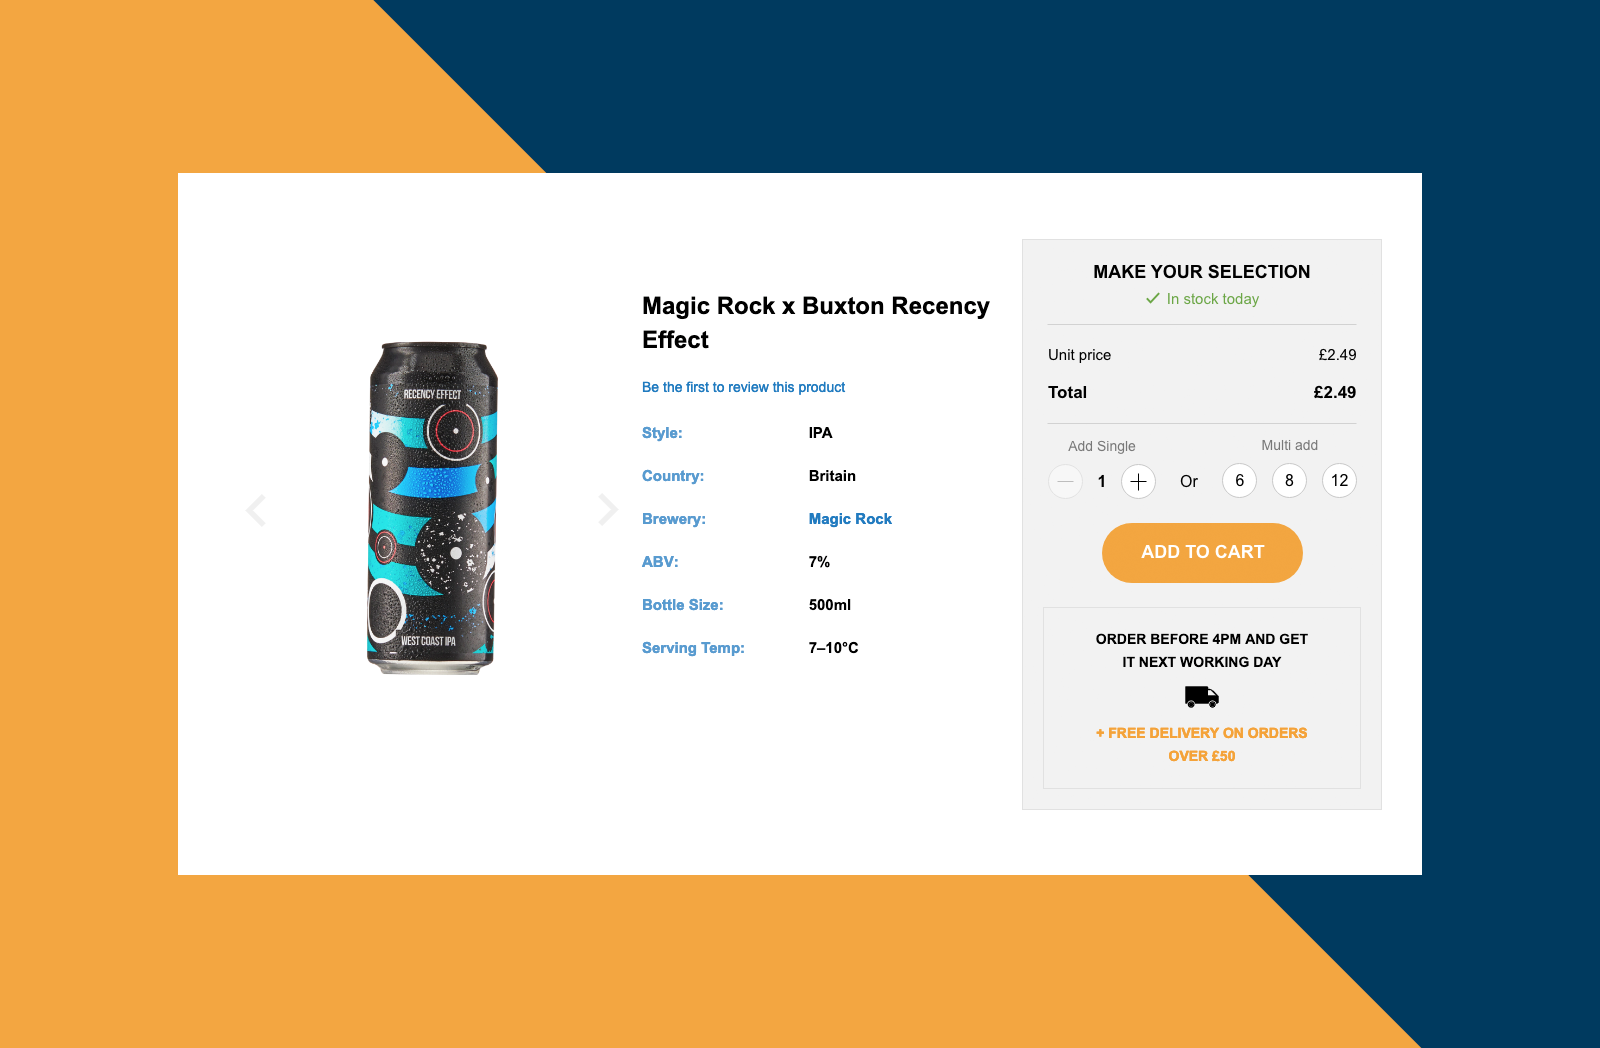 RECENCY EFFECT
WEST COAST IPA
Magic Rock x Buxton Recency
Effect
Be the first to review this product
Style: IPA
Country: Britain
Brewery: Magic Rock
ABV: 7%
Bottle Size: 500ml
Serving Temp: 7–10°C
MAKE YOUR SELECTION
In stock today
Unit price £2.49
Total £2.49
Add Single Multi add
1 Or 6 8 12
ADD TO CART
ORDER BEFORE 4PM AND GET
IT NEXT WORKING DAY
+ FREE DELIVERY ON ORDERS
OVER £50